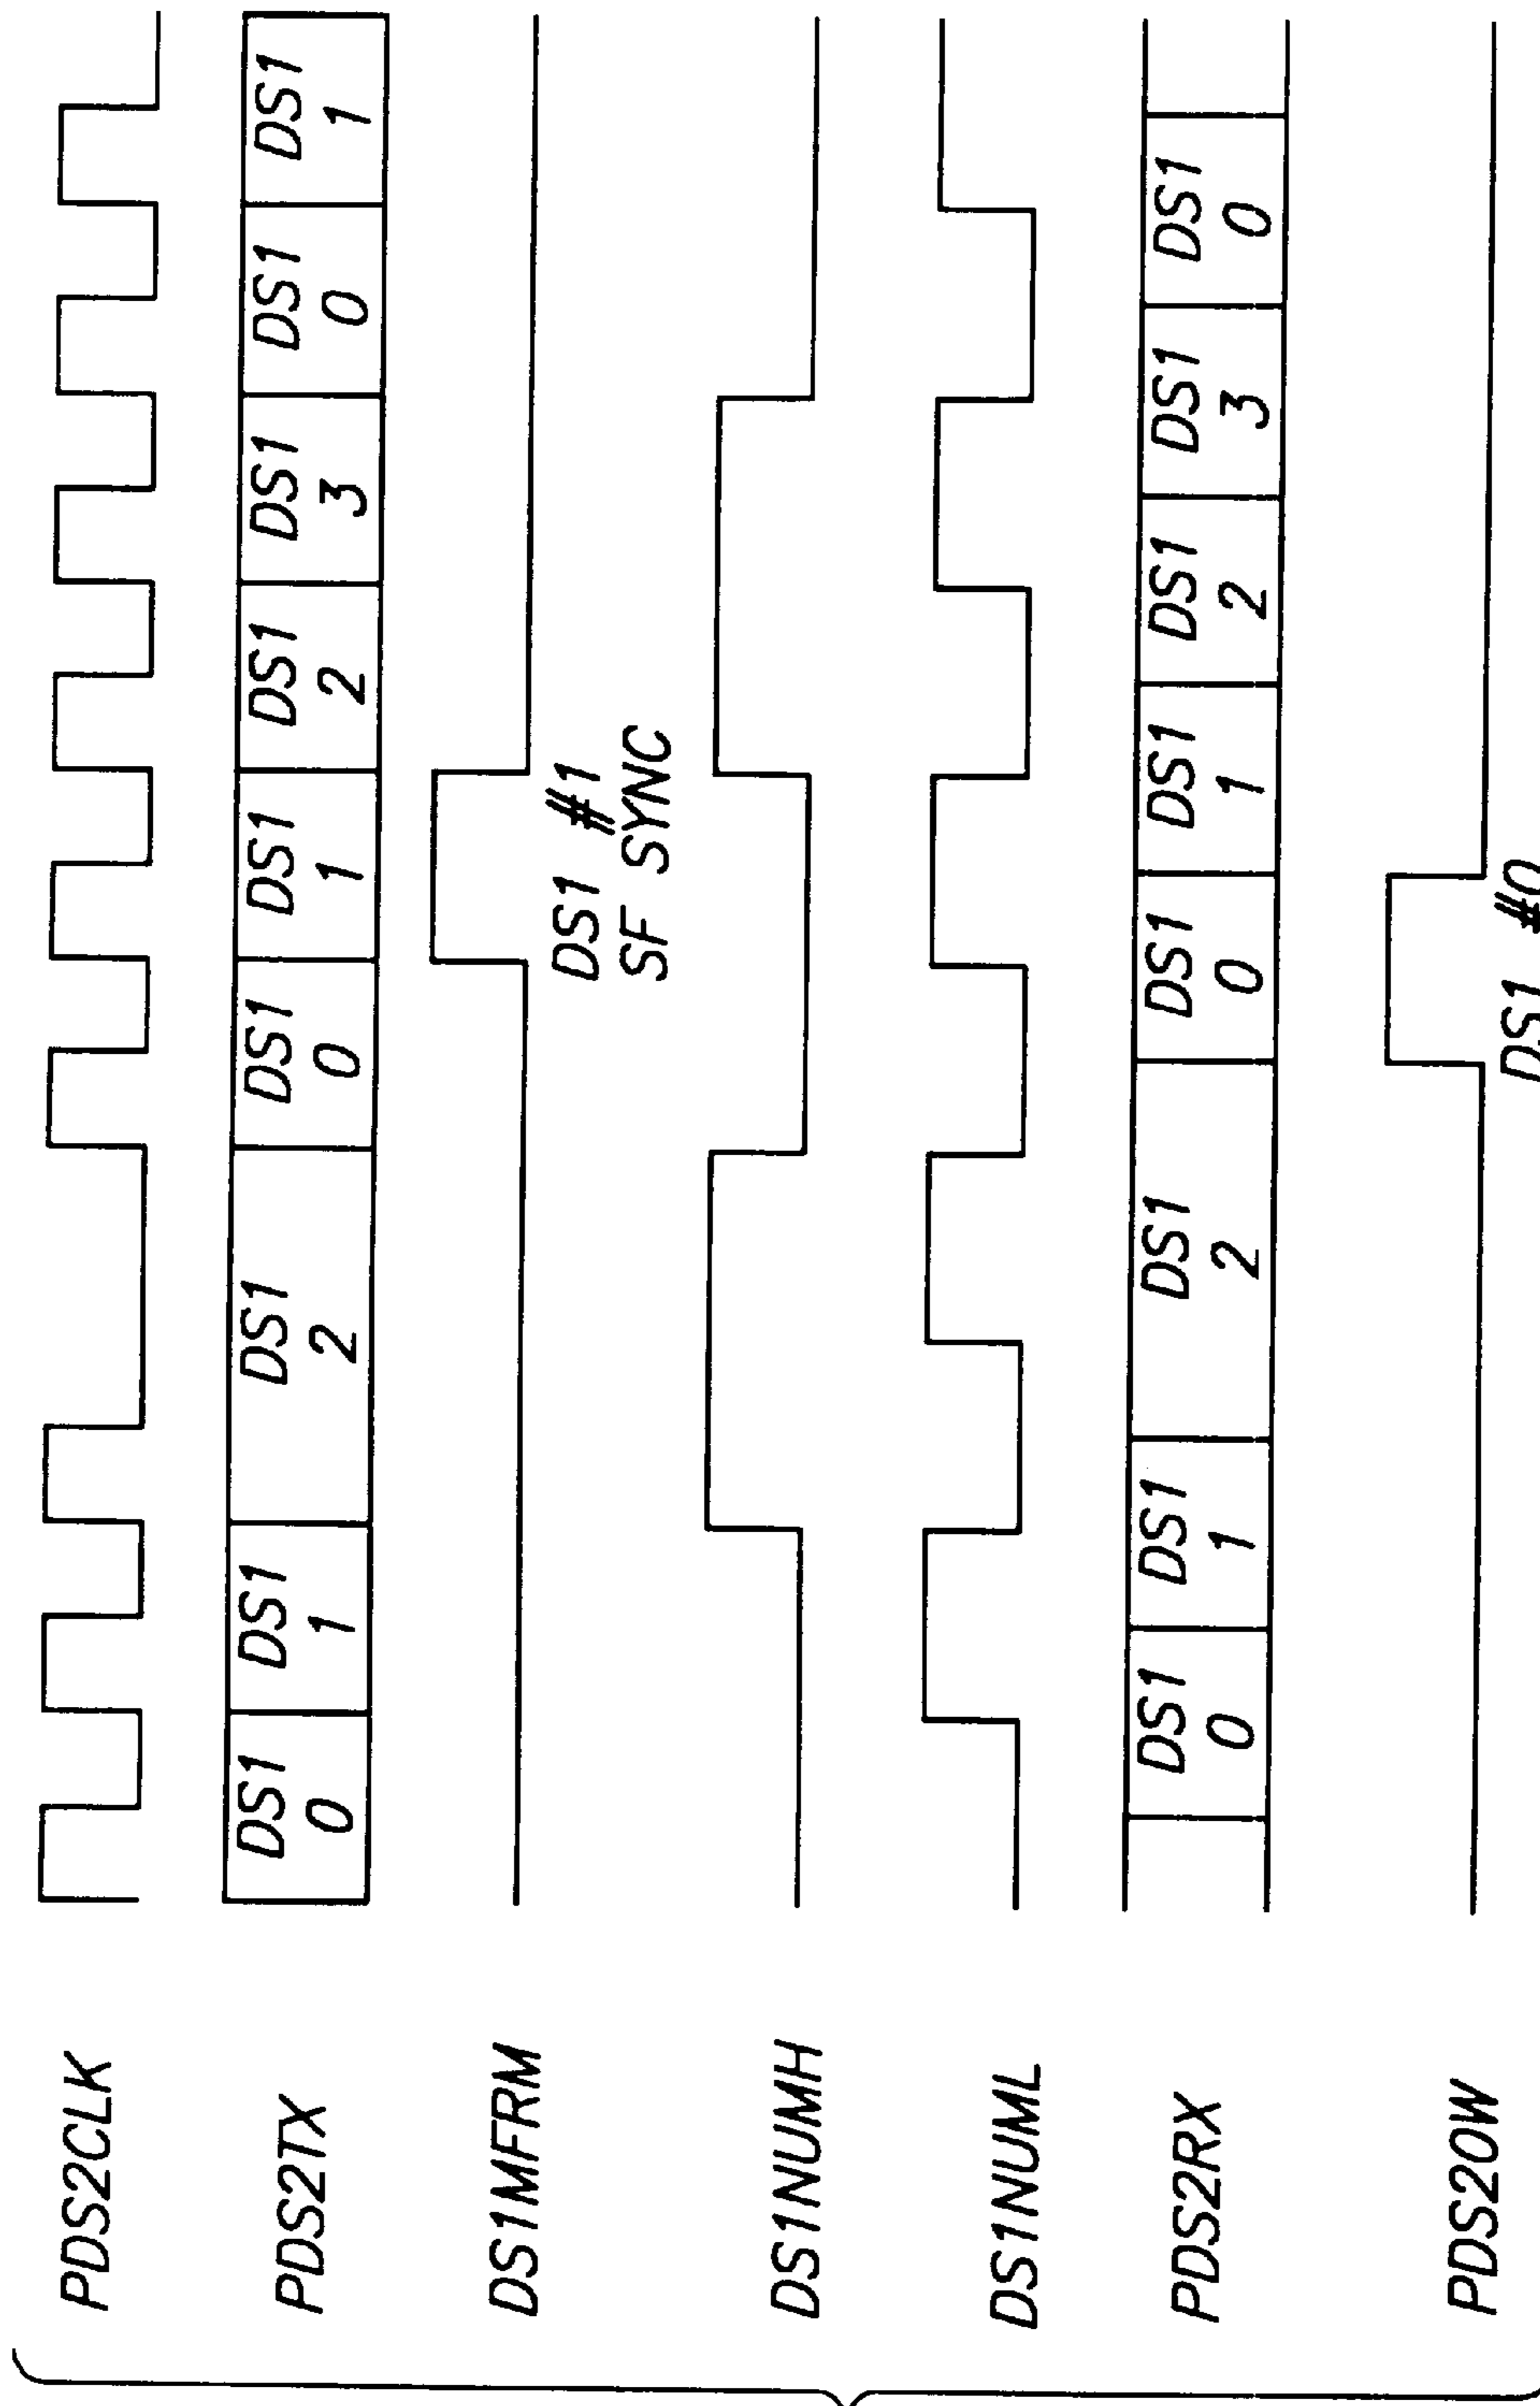 PDS2CLK
PDS2TX
DS1 DS1 DS1 DS1 DS1 DS1 DS1 DS1 DS1
0 1 2 0 1 2 3 0 1
DS1MFRM
DS1 #1
SF SYNC
DS1NUMH
DS1NUML
PDS2RX
DS1 DS1 DS1 DS1 DS1 DS1 DS1 DS1
0 1 2 0 1 2 3 0
PDS2OW
DS1 #0